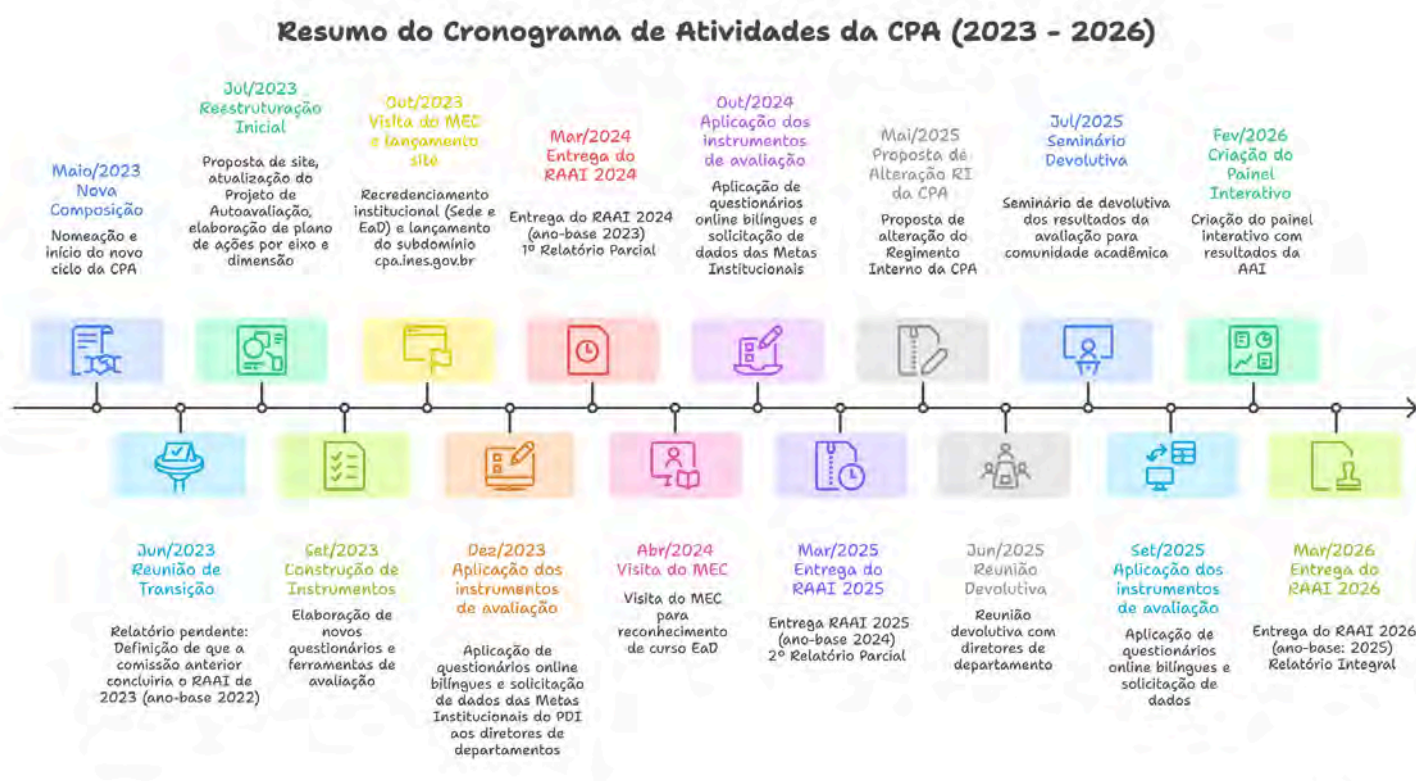 Resumo do Cronograma de Atividades da CPA (2023 - 2026)
Maio/2023
Nova
Composição
Nomeação e
início do novo
ciclo da CPA
Jun/2023
Reunião de
Transição
Relatório pendente:
Definição de que a
comissão anterior
concluiria o RAAI de
2023 (ano-base 2022)
Jul/2023
Reestruturação
Inicial
Proposta de site,
atualização do
Projeto de
Autoavaliação,
elaboração de plano
de ações por eixo e
dimensão
Set/2023
Construção de
Instrumentos
Elaboração de
novos
questionários e
ferramentas de
avaliação
Out/2023
Visita do MEC
e lançamento
site
Recredenciamento
institucional (Sede e
EaD) e lançamento
do subdomínio
cpa.ines.gov.br
Dez/2023
Aplicação dos
instrumentos
de avaliação
Aplicação de
questionários online
bilíngues e solicitação
de dados das Metas
Institucionais do PDI
aos diretores de
departamentos
Mar/2024
Entrega do
RAAI 2024
Entrega do RAAI 2024
(ano-base 2023)
1º Relatório Parcial
Abr/2024
Visita do MEC
Visita do MEC
para
reconhecimento
de curso EaD
Out/2024
Aplicação dos
instrumentos
de avaliação
Aplicação de
questionários
online bilíngues e
solicitação de
dados das Metas
Institucionais
Mar/2025
Entrega do
RAAI 2025
Entrega RAAI 2025
(ano-base 2024)
2º Relatório Parcial
Mai/2025
Proposta de
Alteração RI
da CPA
Proposta de
alteração do
Regimento
Interno da CPA
Jun/2025
Reunião
Devolutiva
Reunião
devolutiva com
diretores de
departamento
Jul/2025
Seminário
Devolutiva
Seminário de devolutiva
dos resultados da
avaliação para
comunidade acadêmica
Set/2025
Aplicação dos
instrumentos
de avaliação
Aplicação de
questionários
online bilíngues e
solicitação de
dados
Fev/2026
Criação do
Painel
Interativo
Criação do painel
interativo com
resultados da
AAI
Mar/2026
Entrega do
RAAI 2026
Entrega do RAAI 2026
(ano-base: 2025)
Relatório Integral